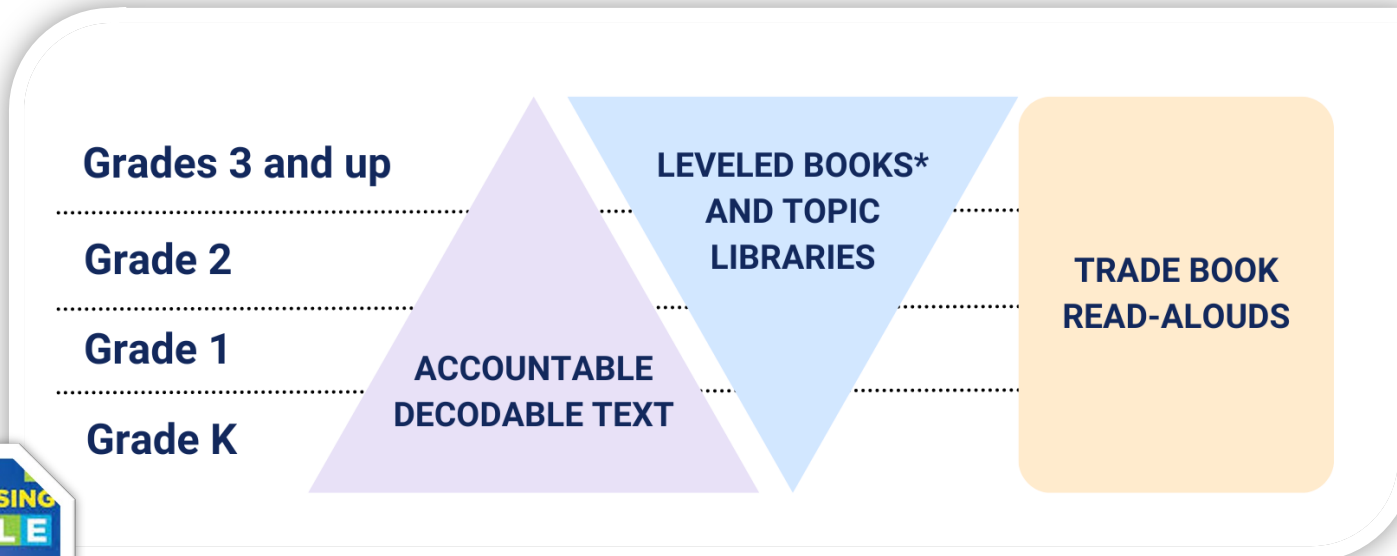 Grades 3 and up
Grade 2
Grade 1
Grade K
ACCOUNTABLE
DECODABLE TEXT
LEVELED BOOKS*
AND TOPIC
LIBRARIES
TRADE BOOK
READ-ALOUDS